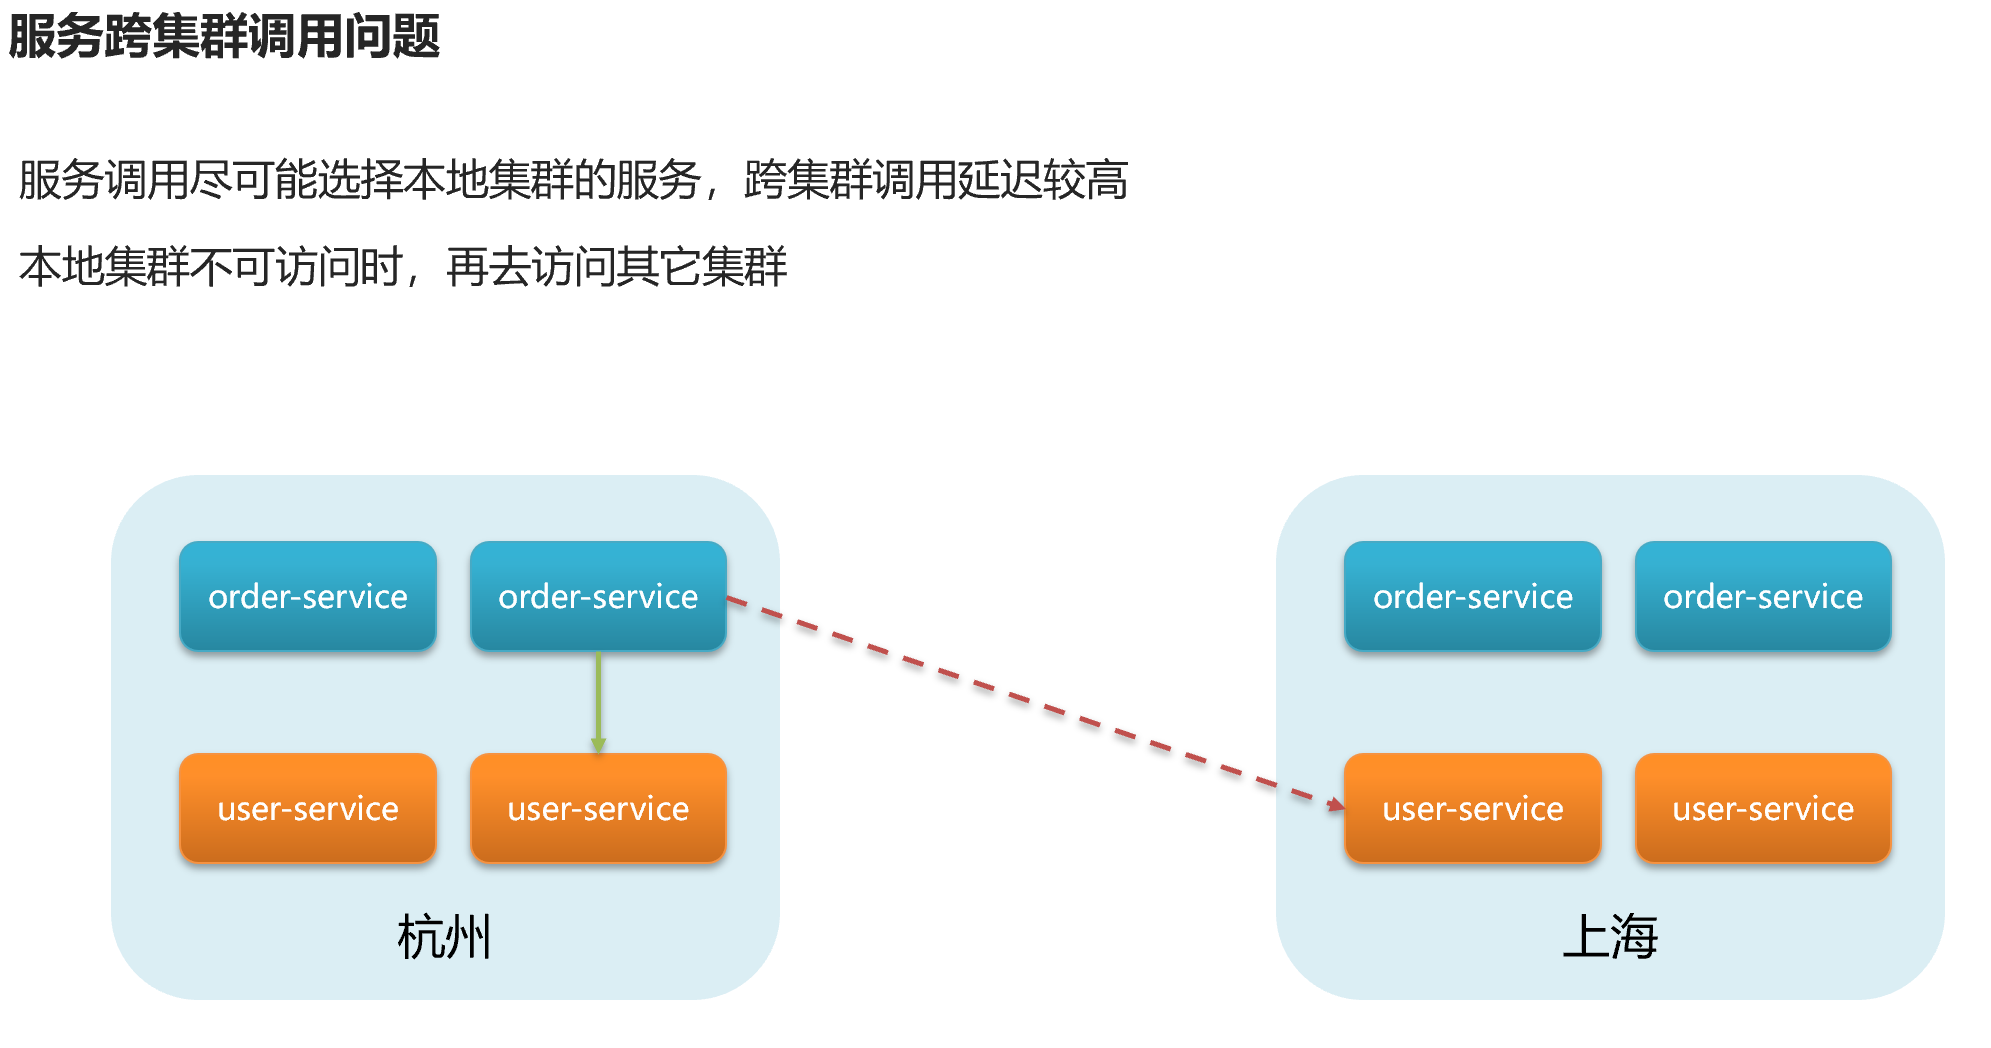 服务跨集群调用问题
服务调用尽可能选择本地集群的服务，跨集群调用延迟较高
本地集群不可访问时，再去访问其它集群
order-service
order-service
order-service
order-service
user-service
user-service
user-service
user-service
杭州
上海